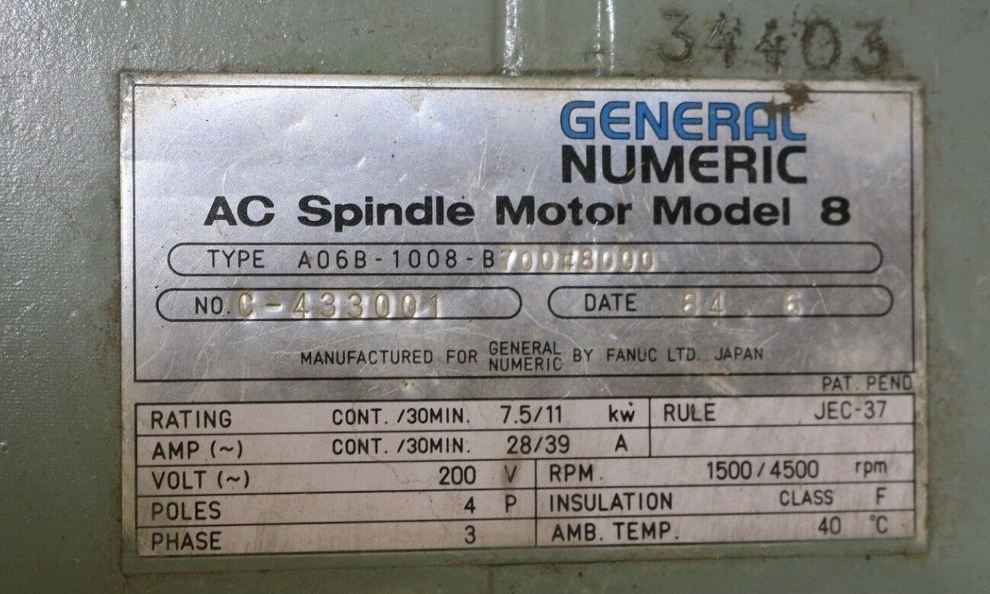 34403
GENERAL
NUMERIC
AC Spindle Motor Model 8
TYPE A06B-1008-B700#8000
NO. C-433001 DATE 84 6
MANUFACTURED FOR GENERAL NUMERIC BY FANUC LTD. JAPAN
PAT. PEND
RATING CONT. /30MIN. 7.5/11 kw RULE JEC-37
AMP (~) CONT. /30MIN. 28/39 A
VOLT (~) 200 V RPM. 1500/4500 rpm
POLES 4 P INSULATION CLASS F
PHASE 3 AMB. TEMP. 40 °C